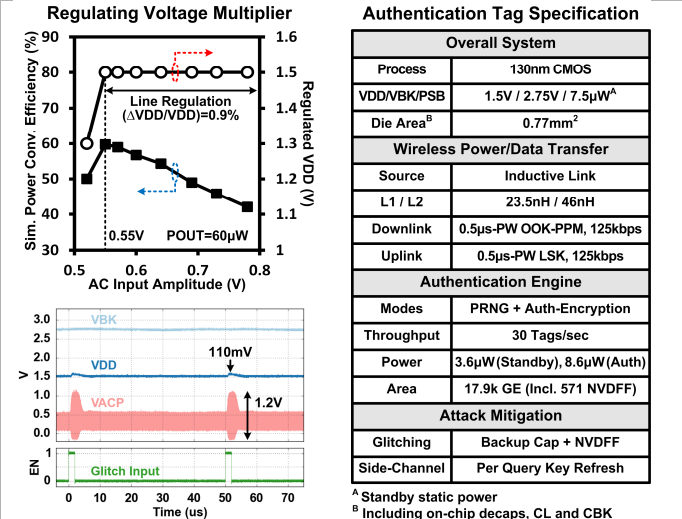 Regulating Voltage Multiplier
Sim. Power Conv. Efficiency (%)
90
80
70
60
50
40
30
1.6
1.5
1.4
1.3
1.2
1.1
1
Regulated VDD (V)
Line Regulation
(ΔVDD/VDD)=0.9%
0.55V
POUT=60μW
0.5
0.6
0.7
0.8
AC Input Amplitude (V)
V
3.0
2.5
2.0
1.5
1.0
0.5
0.0
VBK
VDD
110mV
VACP
1.2V
EN
1
0
Glitch Input
0
10
20
30
40
50
60
70
Time (us)
Authentication Tag Specification
Overall System
Process 130nm CMOS
VDD/VBK/PSB 1.5V / 2.75V / 7.5μW^A
Die Area^B 0.77mm²
Wireless Power/Data Transfer
Source Inductive Link
L1 / L2 23.5nH / 46nH
Downlink 0.5μs-PW OOK-PPM, 125kbps
Uplink 0.5μs-PW LSK, 125kbps
Authentication Engine
Modes PRNG + Auth-Encryption
Throughput 30 Tags/sec
Power 3.6μW(Standby), 8.6μW(Auth)
Area 17.9k GE (Incl. 571 NVDFF)
Attack Mitigation
Glitching Backup Cap + NVDFF
Side-Channel Per Query Key Refresh
A Standby static power
B Including on-chip decaps, CL and CBK